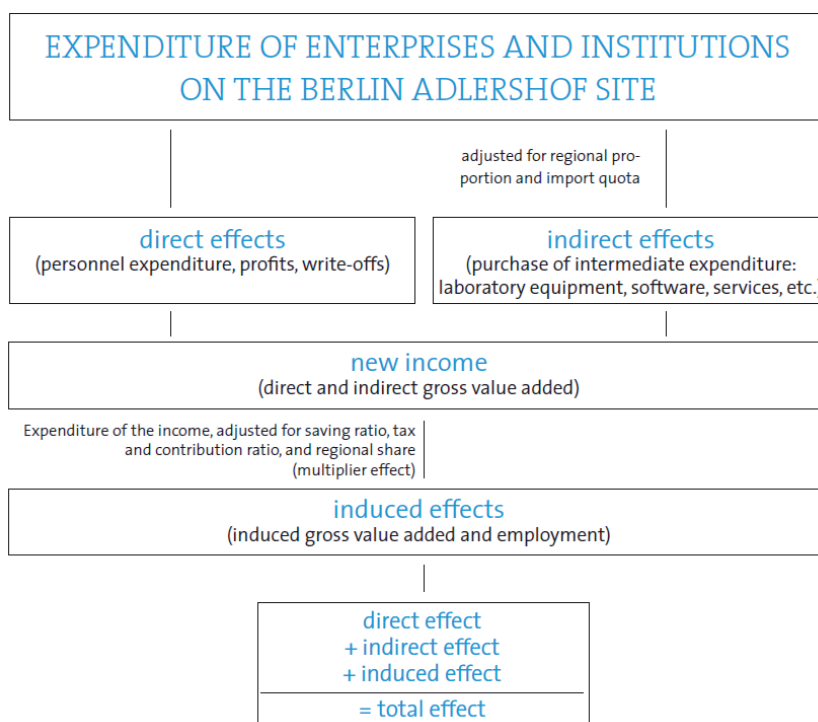 EXPENDITURE OF ENTERPRISES AND INSTITUTIONS
ON THE BERLIN ADLERSHOF SITE
adjusted for regional pro-
portion and import quota
direct effects
(personnel expenditure, profits, write-offs)
indirect effects
(purchase of intermediate expenditure:
laboratory equipment, software, services, etc.)
new income
(direct and indirect gross value added)
Expenditure of the income, adjusted for saving ratio, tax
and contribution ratio, and regional share
(multiplier effect)
induced effects
(induced gross value added and employment)
direct effect
+ indirect effect
+ induced effect
= total effect